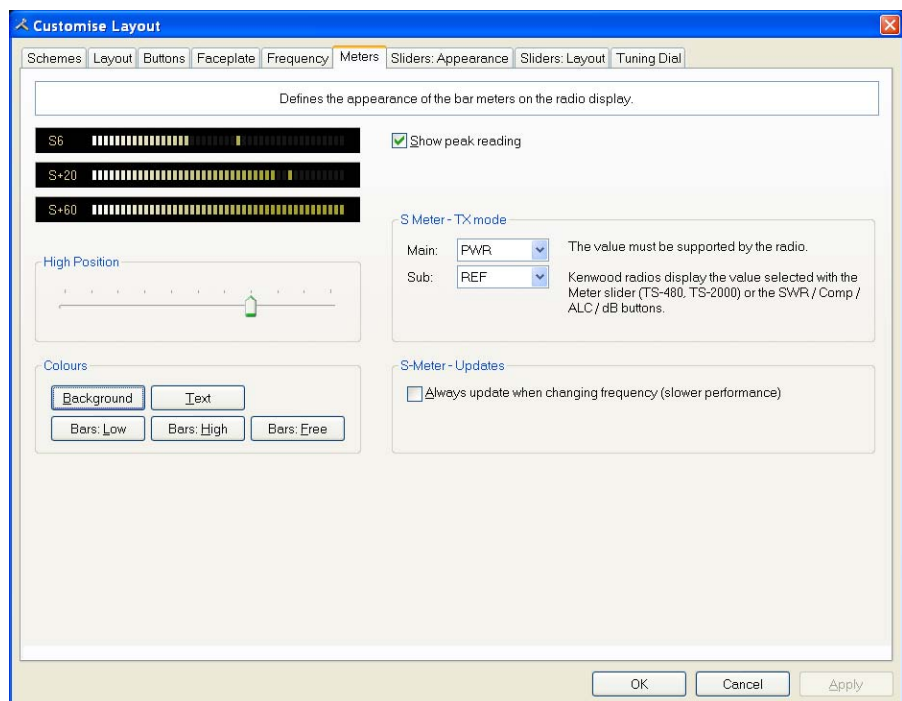 Customise Layout
Schemes Layout Buttons Faceplate Frequency Meters Sliders: Appearance Sliders: Layout Tuning Dial
Defines the appearance of the bar meters on the radio display.
S6
S+20
S+60
Show peak reading
S Meter - TX mode
Main: PWR
Sub: REF
The value must be supported by the radio.
Kenwood radios display the value selected with the
Meter slider (TS-480, TS-2000) or the SWR / Comp /
ALC / dB buttons.
High Position
Colours
Background Text
Bars: Low Bars: High Bars: Free
S-Meter - Updates
Always update when changing frequency (slower performance)
OK Cancel Apply